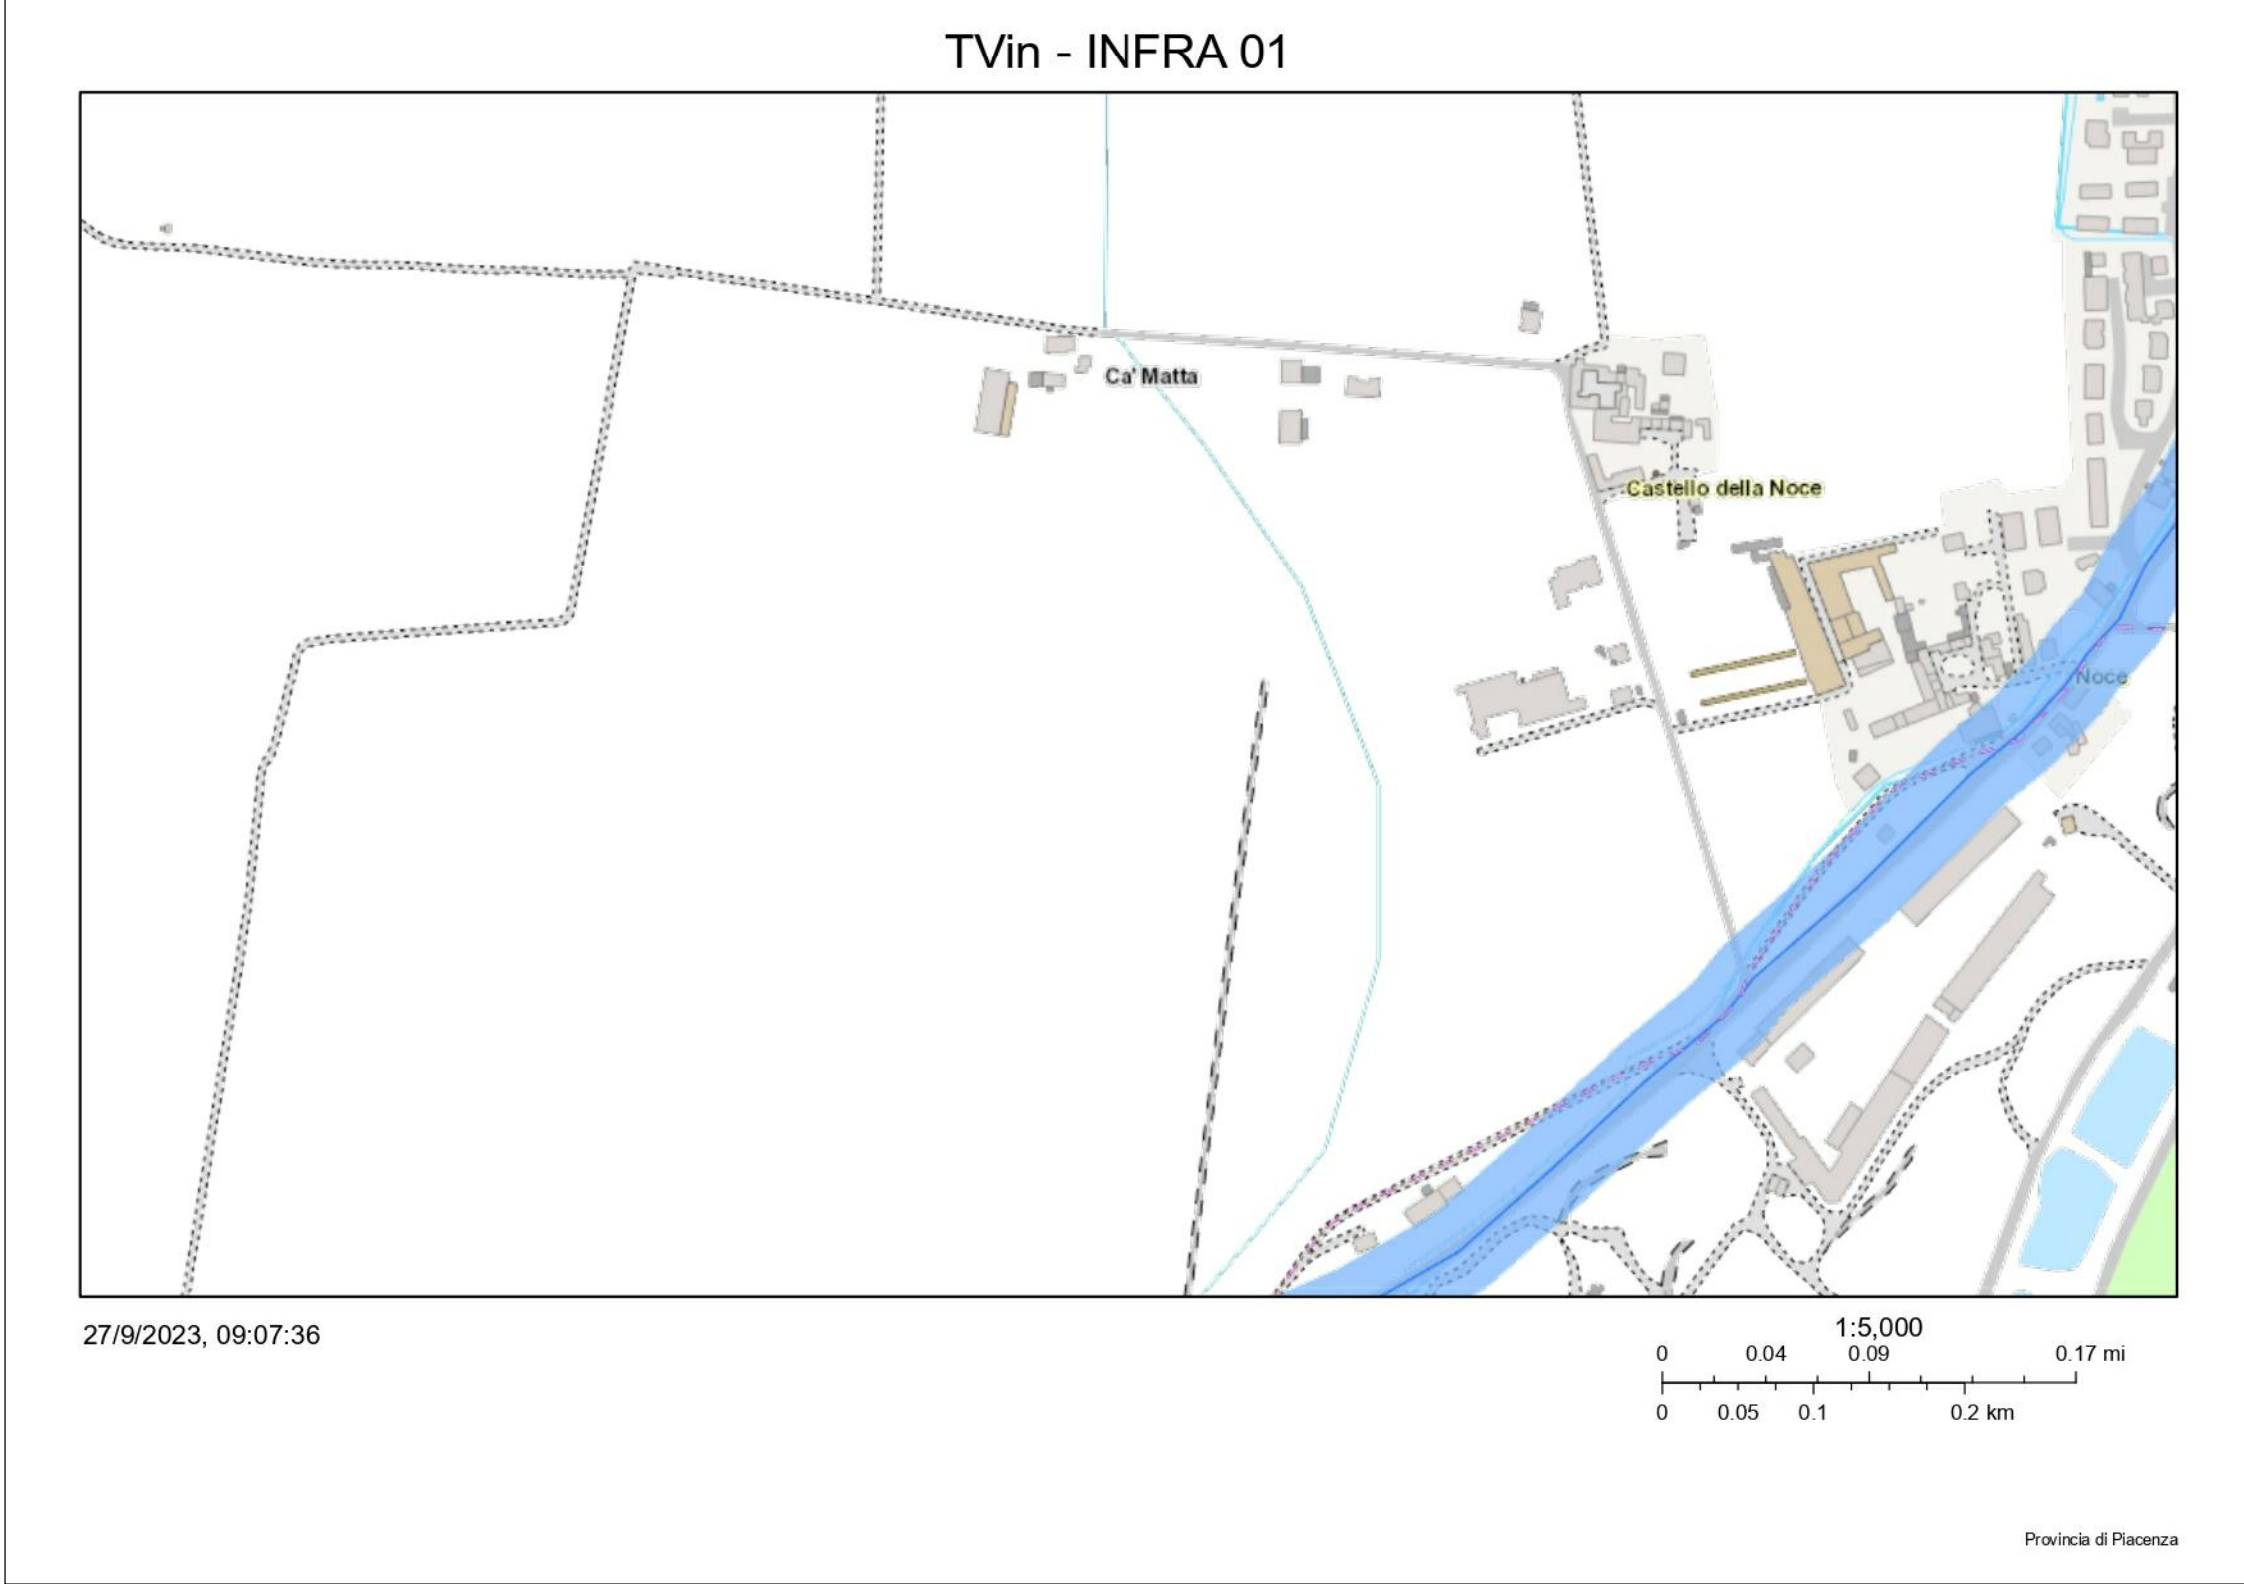 TVin - INFRA 01
Ca' Matta
Castello della Noce
Noce
27/9/2023, 09:07:36
1:5,000
0 0.04 0.09 0.17 mi
0 0.05 0.1 0.2 km
Provincia di Piacenza